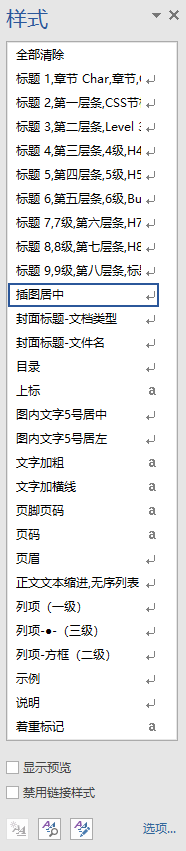 样式
全部清除
标题 1,章节 Char,章节,
标题 2,第一层条,CSS节
标题 3,第二层条,Level 3
标题 4,第三层条,4级,H4
标题 5,第四层条,5级,H5
标题 6,第五层条,6级,Bu
标题 7,7级,第六层条,H7
标题 8,8级,第七层条,H8
标题 9,9级,第八层条,标
插图居中
封面标题-文档类型
封面标题-文件名
目录
上标 a
图内文字5号居中
图内文字5号居左
文字加粗 a
文字加横线 a
页脚页码
页码 a
页眉
正文文本缩进,无序列表
列项（一级）
列项-●-（三级）
列项-方框（二级）
示例
说明
着重标记 a
显示预览
禁用链接样式
选项...